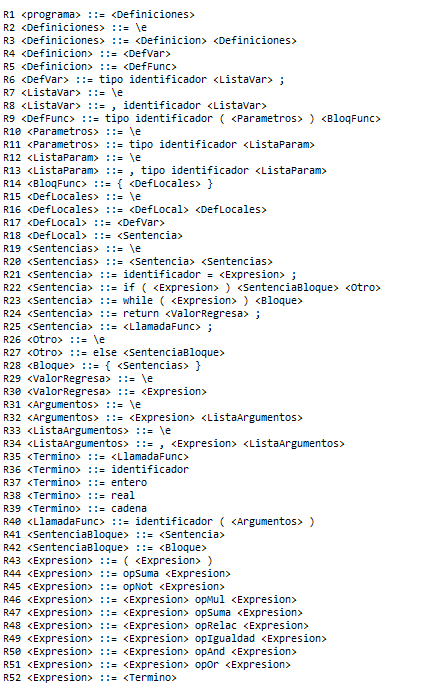 R1 <programa> ::= <Definiciones>
R2 <Definiciones> ::= \e
R3 <Definiciones> ::= <Definicion> <Definiciones>
R4 <Definicion> ::= <DefVar>
R5 <Definicion> ::= <DefFunc>
R6 <DefVar> ::= tipo identificador <ListaVar> ;
R7 <ListaVar> ::= \e
R8 <ListaVar> ::= , identificador <ListaVar>
R9 <DefFunc> ::= tipo identificador ( <Parametros> ) <BloqFunc>
R10 <Parametros> ::= \e
R11 <Parametros> ::= tipo identificador <ListaParam>
R12 <ListaParam> ::= \e
R13 <ListaParam> ::= , tipo identificador <ListaParam>
R14 <BloqFunc> ::= { <DefLocales> }
R15 <DefLocales> ::= \e
R16 <DefLocales> ::= <DefLocal> <DefLocales>
R17 <DefLocal> ::= <DefVar>
R18 <DefLocal> ::= <Sentencia>
R19 <Sentencias> ::= \e
R20 <Sentencias> ::= <Sentencia> <Sentencias>
R21 <Sentencia> ::= identificador = <Expresion> ;
R22 <Sentencia> ::= if ( <Expresion> ) <SentenciaBloque> <Otro>
R23 <Sentencia> ::= while ( <Expresion> ) <Bloque>
R24 <Sentencia> ::= return <ValorRegresa> ;
R25 <Sentencia> ::= <LlamadaFunc> ;
R26 <Otro> ::= \e
R27 <Otro> ::= else <SentenciaBloque>
R28 <Bloque> ::= { <Sentencias> }
R29 <ValorRegresa> ::= \e
R30 <ValorRegresa> ::= <Expresion>
R31 <Argumentos> ::= \e
R32 <Argumentos> ::= <Expresion> <ListaArgumentos>
R33 <ListaArgumentos> ::= \e
R34 <ListaArgumentos> ::= , <Expresion> <ListaArgumentos>
R35 <Termino> ::= <LlamadaFunc>
R36 <Termino> ::= identificador
R37 <Termino> ::= entero
R38 <Termino> ::= real
R39 <Termino> ::= cadena
R40 <LlamadaFunc> ::= identificador ( <Argumentos> )
R41 <SentenciaBloque> ::= <Sentencia>
R42 <SentenciaBloque> ::= <Bloque>
R43 <Expresion> ::= ( <Expresion> )
R44 <Expresion> ::= opSuma <Expresion>
R45 <Expresion> ::= opNot <Expresion>
R46 <Expresion> ::= <Expresion> opMul <Expresion>
R47 <Expresion> ::= <Expresion> opSuma <Expresion>
R48 <Expresion> ::= <Expresion> opRelac <Expresion>
R49 <Expresion> ::= <Expresion> opIgualdad <Expresion>
R50 <Expresion> ::= <Expresion> opAnd <Expresion>
R51 <Expresion> ::= <Expresion> opOr <Expresion>
R52 <Expresion> ::= <Termino>